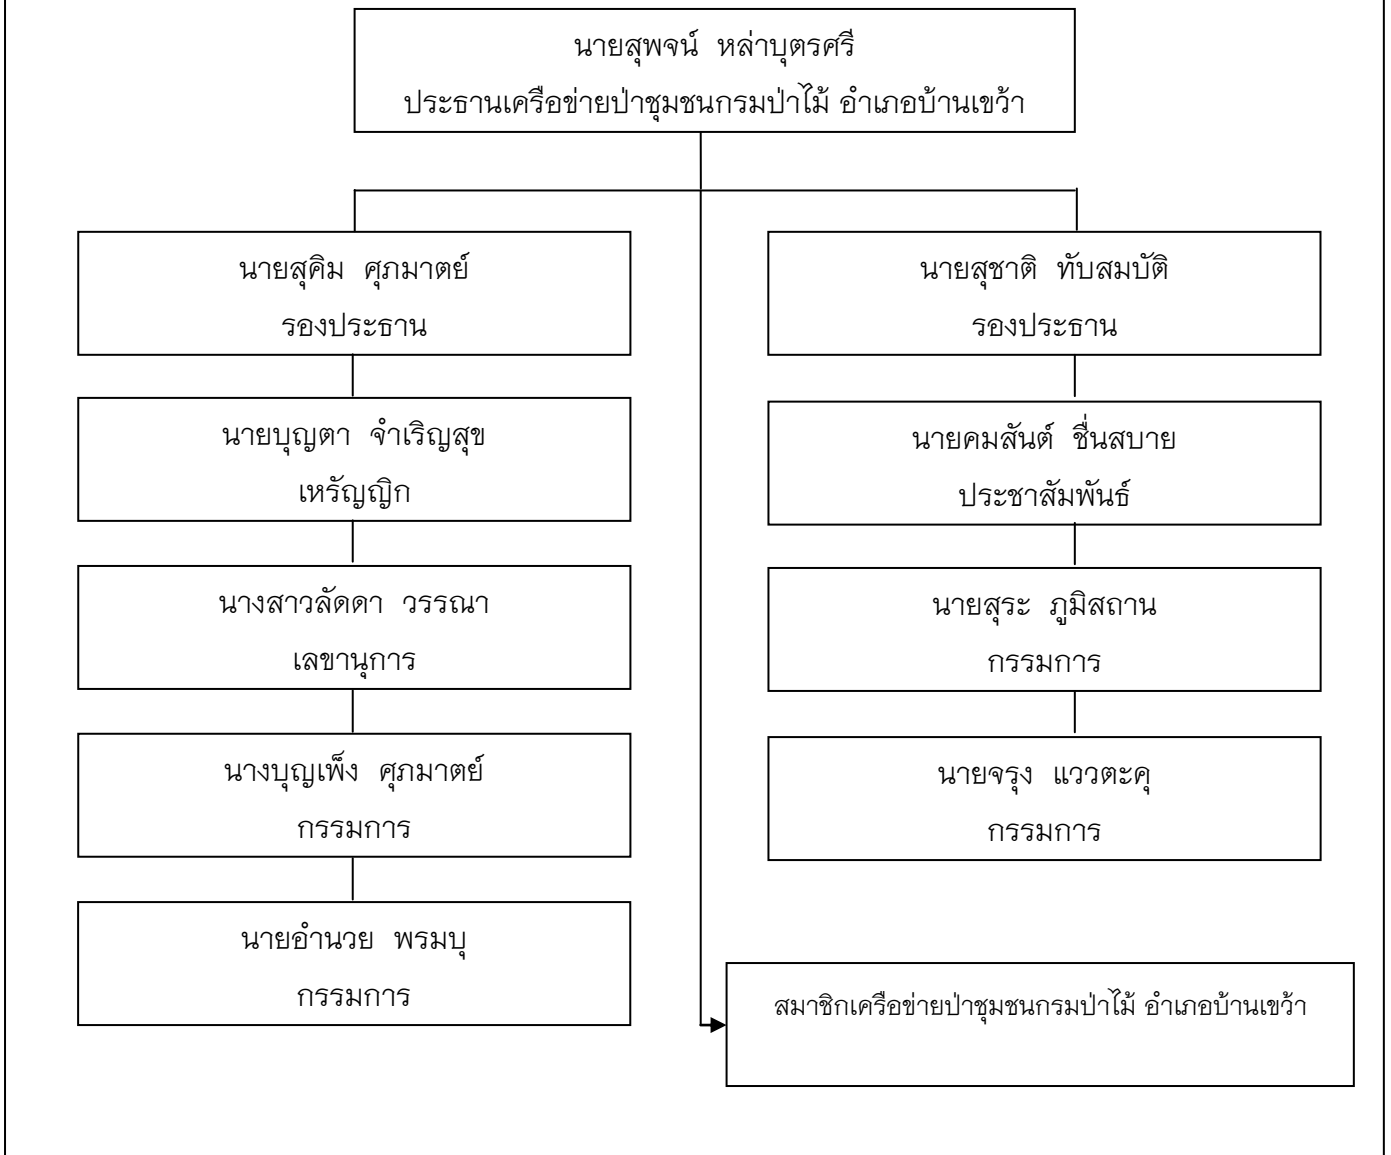 นายสุพจน์ หล่าบุตรศรี
ประธานเครือข่ายป่าชุมชนกรมป่าไม้ อำเภอบ้านเขว้า
นายสุคิม ศุภมาตย์
รองประธาน
นายบุญตา จำเริญสุข
เหรัญญิก
นางสาวลัดดา วรรณา
เลขานุการ
นางบุญเพ็ง ศุภมาตย์
กรรมการ
นายอำนวย พรมบุ
กรรมการ
นายสุชาติ ทับสมบัติ
รองประธาน
นายคมสันต์ ชื่นสบาย
ประชาสัมพันธ์
นายสุระ ภูมิสถาน
กรรมการ
นายจรุง แววตะคุ
กรรมการ
สมาชิกเครือข่ายป่าชุมชนกรมป่าไม้ อำเภอบ้านเขว้า